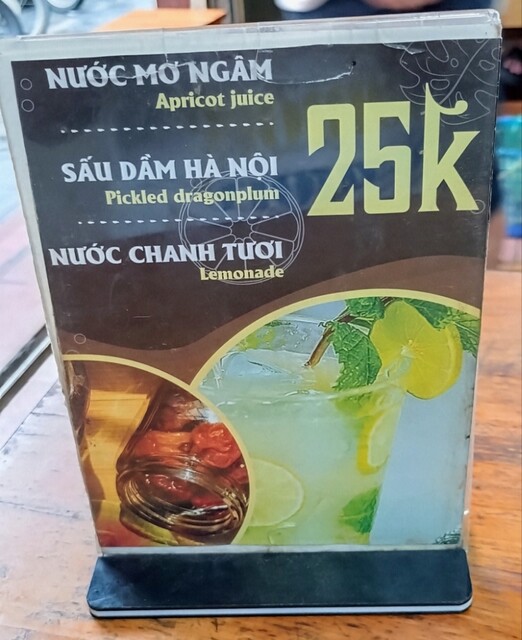 NƯỚC MƠ NGÂM
Apricot juice
SẤU DẦM HÀ NỘI
Pickled dragonplum
25k
NƯỚC CHANH TƯƠI
Lemonade